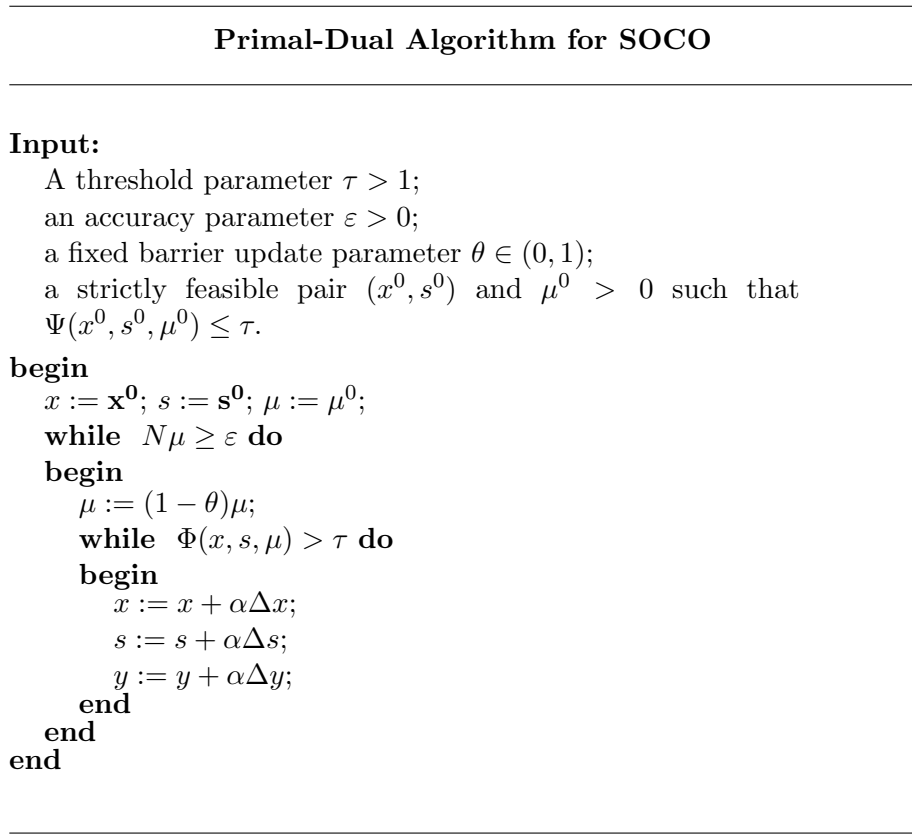 Primal-Dual Algorithm for SOCO
Input:
A threshold parameter τ > 1;
an accuracy parameter ε > 0;
a fixed barrier update parameter θ ∈ (0, 1);
a strictly feasible pair (x⁰, s⁰) and μ⁰ > 0 such that
Ψ(x⁰, s⁰, μ⁰) ≤ τ.
begin
x := x⁰; s := s⁰; μ := μ⁰;
while Nμ ≥ ε do
begin
μ := (1 − θ)μ;
while Φ(x, s, μ) > τ do
begin
x := x + αΔx;
s := s + αΔs;
y := y + αΔy;
end
end
end